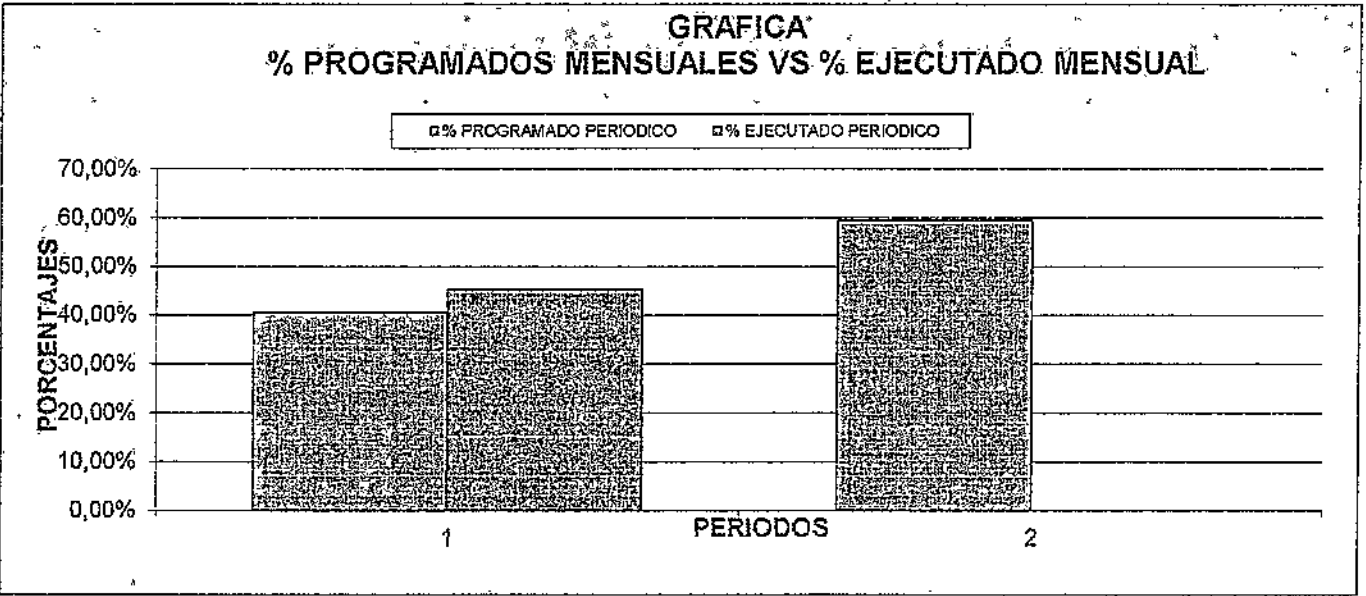 GRAFICA
% PROGRAMADOS MENSUALES VS % EJECUTADO MENSUAL
% PROGRAMADO PERIODICO % EJECUTADO PERIODICO
70,00%
60,00%
50,00%
40,00%
30,00%
20,00%
10,00%
0,00%
PORCENTAJES
1
2
PERIODOS